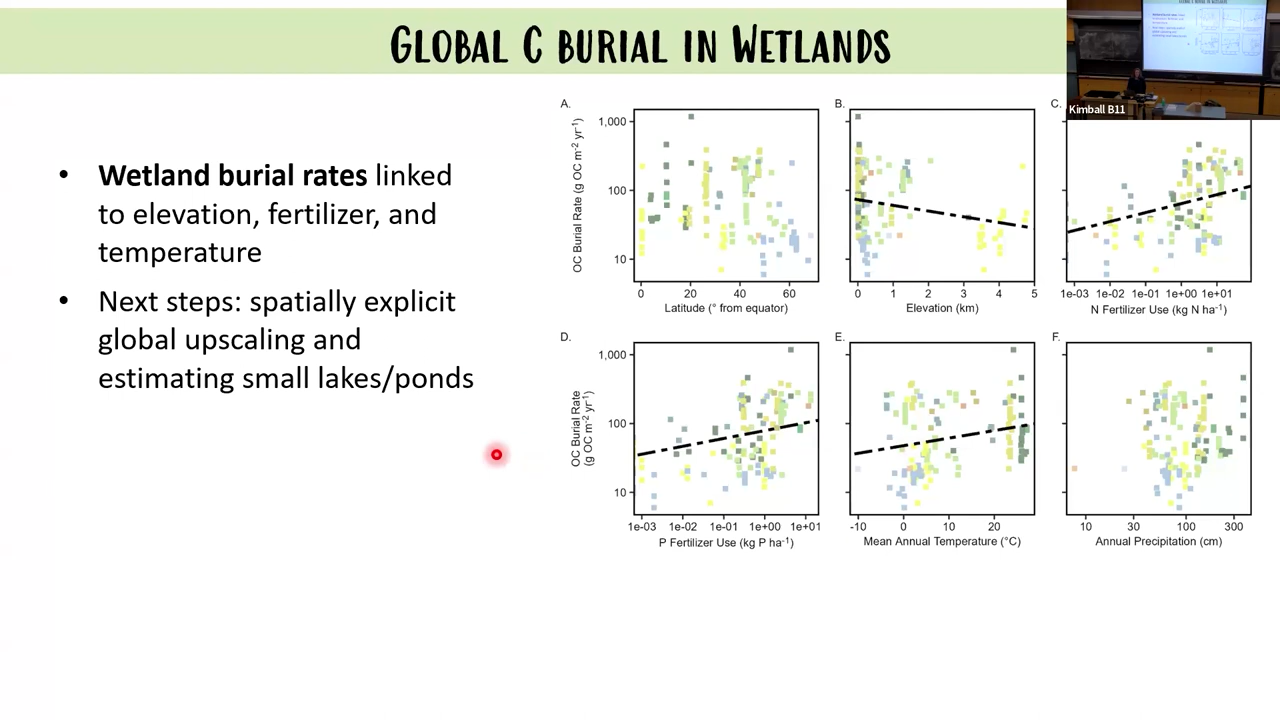 GLOBAL C BURIAL IN WETLANDS
Kimball B11
• Wetland burial rates linked
to elevation, fertilizer, and
temperature
• Next steps: spatially explicit
global upscaling and
estimating small lakes/ponds
A.
OC Burial Rate (g OC m⁻² yr⁻¹)
1,000
100
10
0 20 40 60
Latitude (° from equator)
B.
0 1 2 3 4 5
Elevation (km)
C.
1e-03 1e-02 1e-01 1e+00 1e+01
N Fertilizer Use (kg N ha⁻¹)
D.
OC Burial Rate
(g OC m⁻² yr⁻¹)
1,000
100
10
1e-03 1e-02 1e-01 1e+00 1e+01
P Fertilizer Use (kg P ha⁻¹)
E.
-10 0 10 20
Mean Annual Temperature (°C)
F.
10 30 100 300
Annual Precipitation (cm)